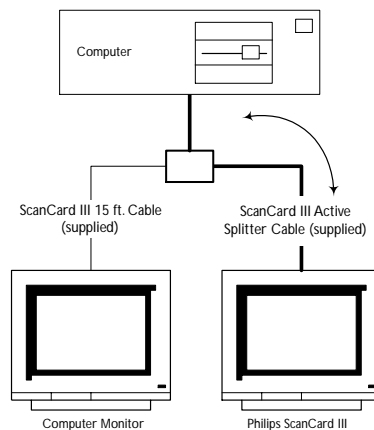 Computer
ScanCard III 15 ft. Cable
(supplied)
ScanCard III Active
Splitter Cable (supplied)
Computer Monitor
Philips ScanCard III